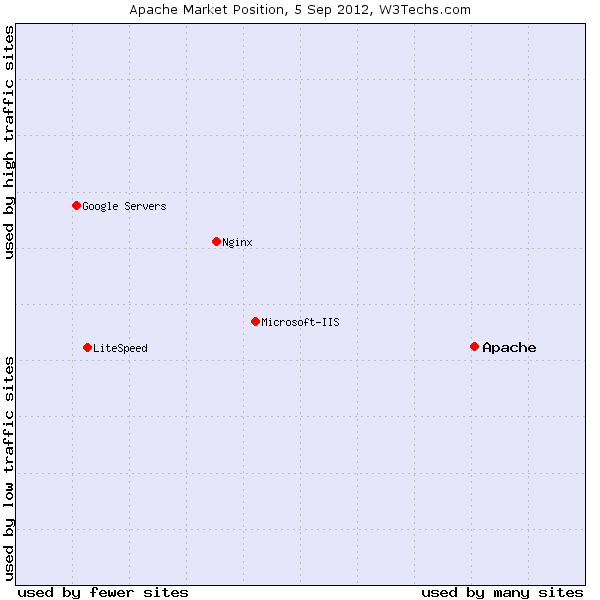 Apache Market Position, 5 Sep 2012, W3Techs.com
used by high traffic sites
Google Servers
Nginx
Microsoft-IIS
LiteSpeed
Apache
used by low traffic sites
used by fewer sites
used by many sites